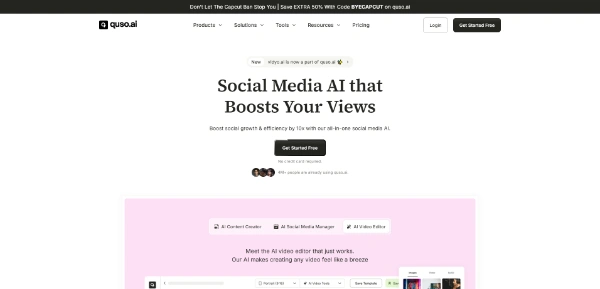 Don't Let The Capcut Ban Stop You | Save EXTRA 50% With Code BYECAPCUT on quso.ai
quso.ai
Products
Solutions
Tools
Resources
Pricing
Login
Get Started Free
New vidyo.ai is now a part of quso.ai
Social Media AI that
Boosts Your Views
Boost social growth & efficiency by 10x with our all-in-one social media AI.
Get Started Free
No credit card required
people are already using quso.ai
AI Content Creator
AI Social Media Manager
AI Video Editor
Meet the AI video editor that just works.
Our AI makes creating any video feel like a breeze
AI Video Tools
Save Template